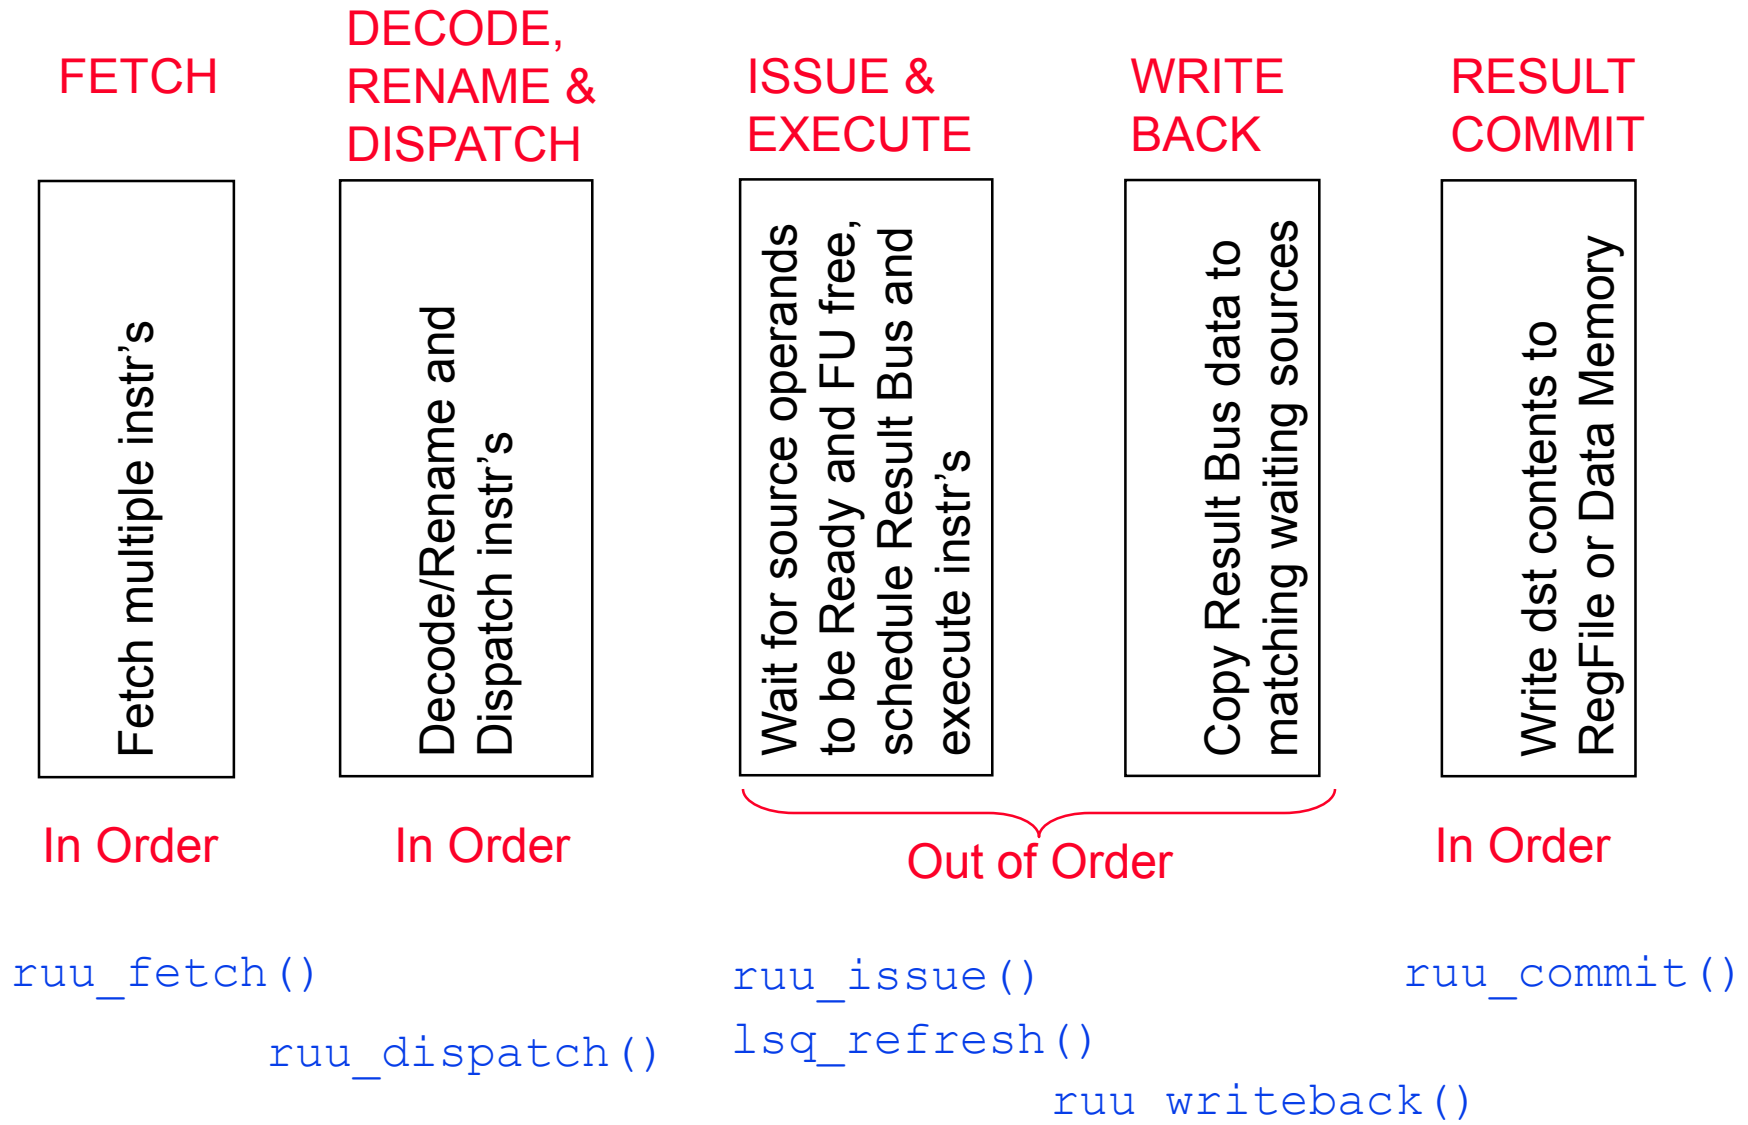 FETCH
DECODE,
RENAME &
DISPATCH
ISSUE &
EXECUTE
WRITE
BACK
RESULT
COMMIT
Fetch multiple instr’s
Decode/Rename and
Dispatch instr’s
Wait for source operands
to be Ready and FU free,
schedule Result Bus and
execute instr’s
Copy Result Bus data to
matching waiting sources
Write dst contents to
RegFile or Data Memory
In Order
In Order
Out of Order
In Order
ruu_fetch()
ruu_dispatch()
ruu_issue()
lsq_refresh()
ruu writeback()
ruu_commit()